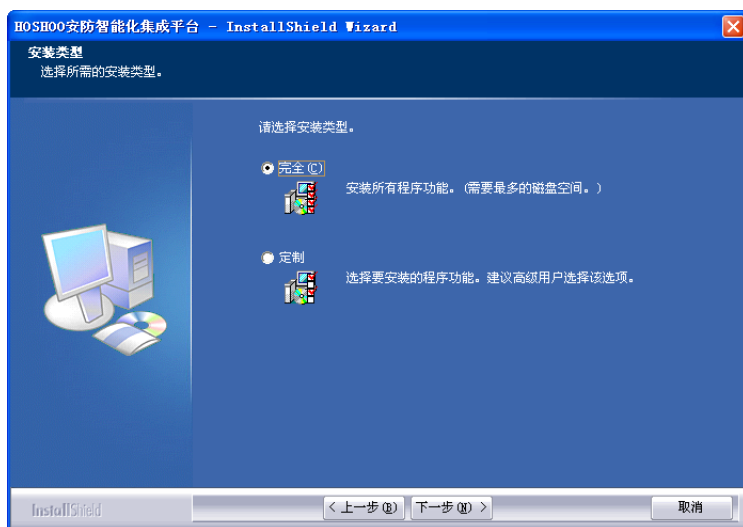 HOSHOO安防智能化集成平台 - InstallShield Wizard
安装类型
选择所需的安装类型。
请选择安装类型。
完全(C)
安装所有程序功能。(需要最多的磁盘空间。)
定制
选择要安装的程序功能。建议高级用户选择该选项。
InstallShield
< 上一步(B) 下一步(N) > 取消